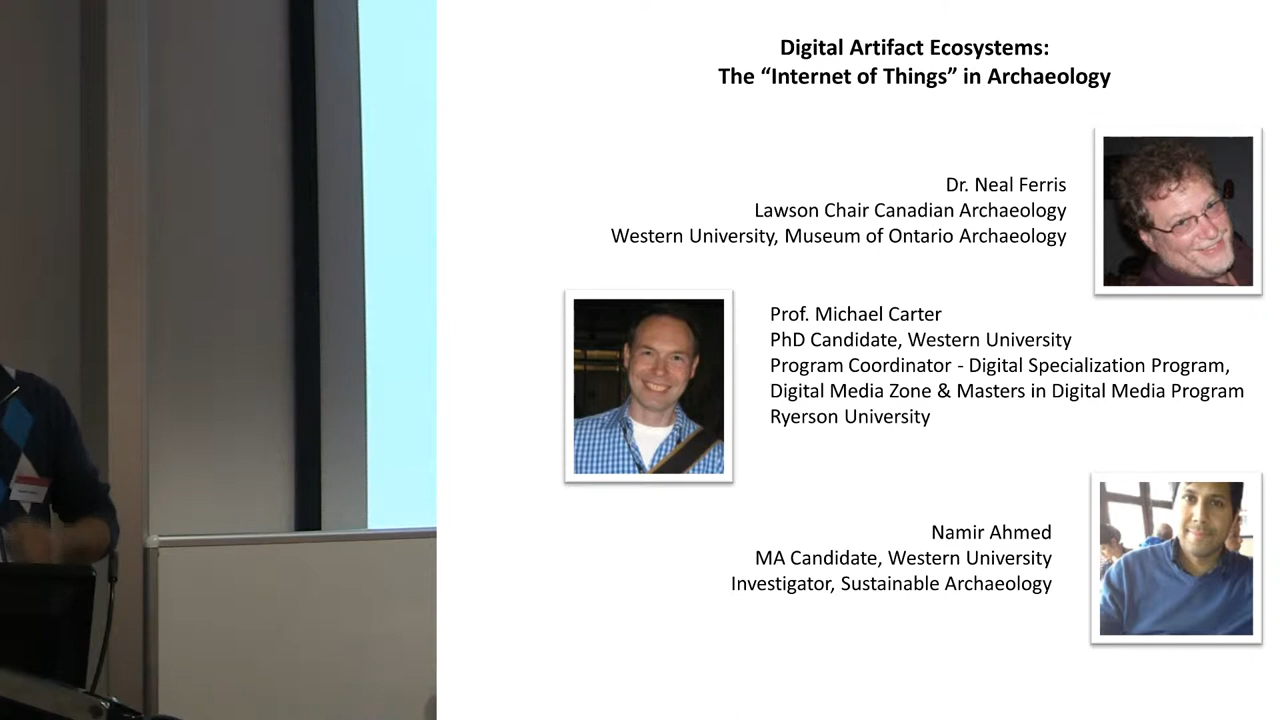 Digital Artifact Ecosystems:
The “Internet of Things” in Archaeology
Dr. Neal Ferris
Lawson Chair Canadian Archaeology
Western University, Museum of Ontario Archaeology
Prof. Michael Carter
PhD Candidate, Western University
Program Coordinator - Digital Specialization Program,
Digital Media Zone & Masters in Digital Media Program
Ryerson University
Namir Ahmed
MA Candidate, Western University
Investigator, Sustainable Archaeology